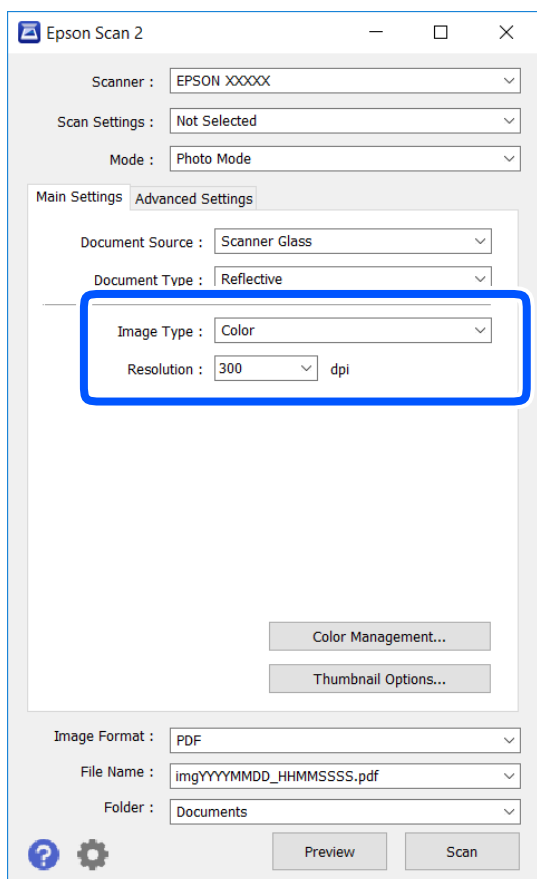 Epson Scan 2
Scanner : EPSON XXXXX
Scan Settings : Not Selected
Mode : Photo Mode
Main Settings Advanced Settings
Document Source : Scanner Glass
Document Type : Reflective
Image Type : Color
Resolution : 300 dpi
Color Management...
Thumbnail Options...
Image Format : PDF
File Name : imgYYYYMMDD_HHMMSSSS.pdf
Folder : Documents
? Preview Scan